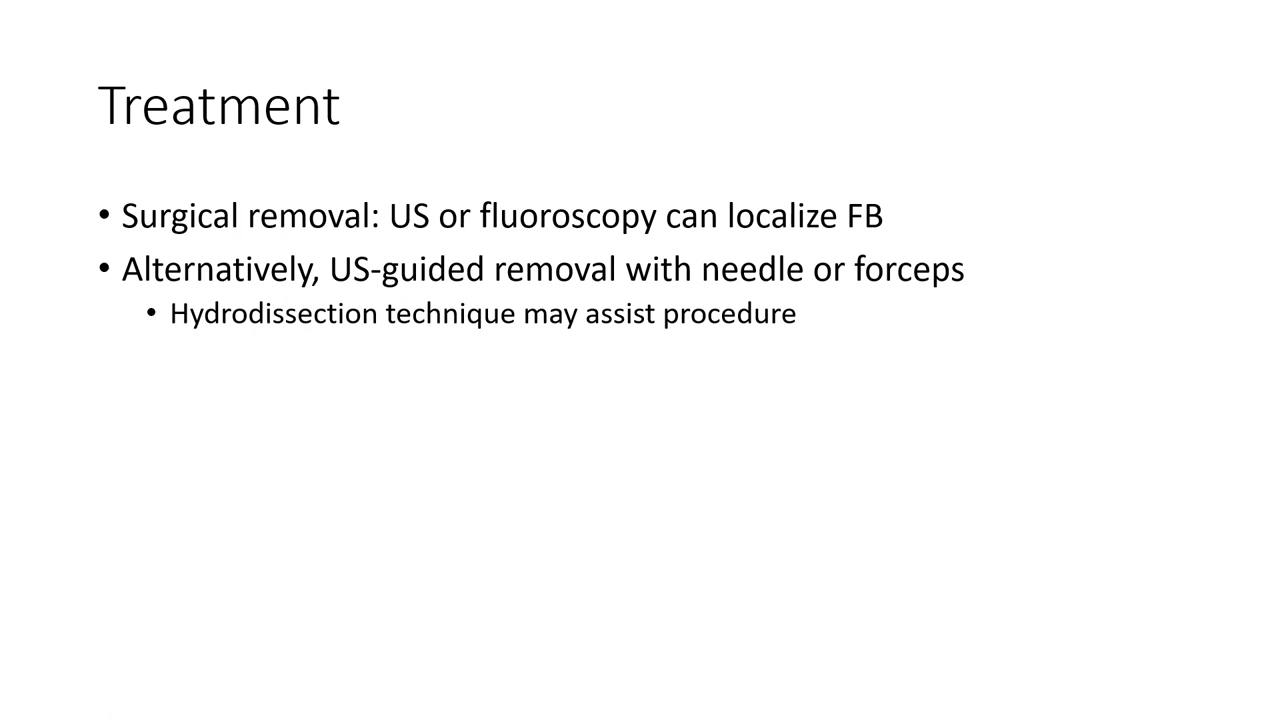 Treatment
• Surgical removal: US or fluoroscopy can localize FB
• Alternatively, US-guided removal with needle or forceps
• Hydrodissection technique may assist procedure